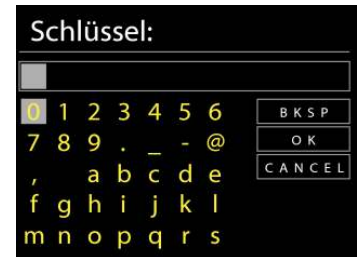 Schlüssel:
0 1 2 3 4 5 6 BKSP
7 8 9 . _ - @ OK
, a b c d e CANCEL
f g h i j k l
m n o p q r s